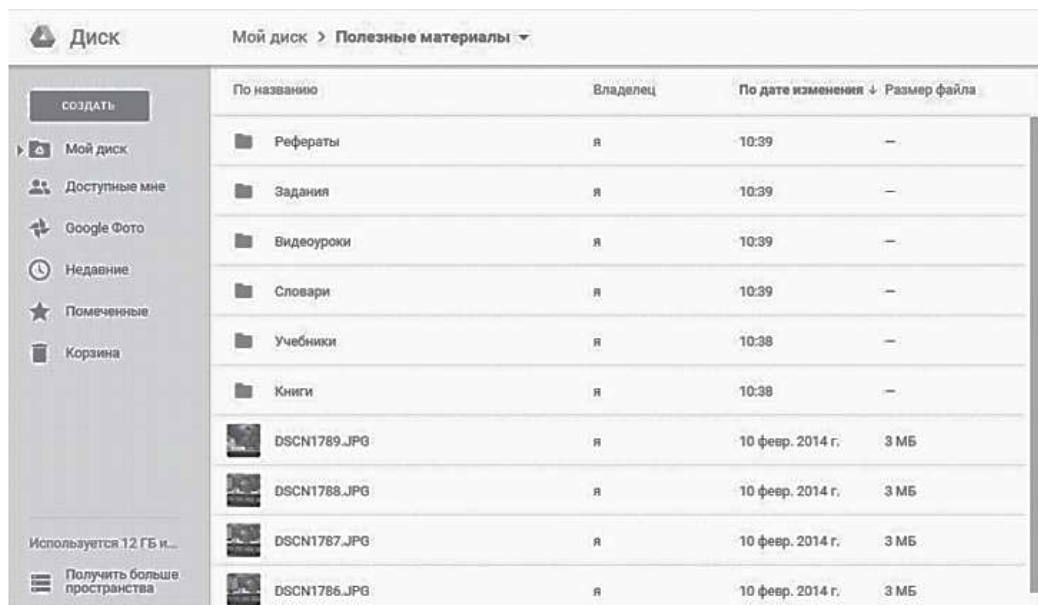 Диск
Мой диск > Полезные материалы
СОЗДАТЬ
Мой диск
Доступные мне
Google Фото
Недавние
Помеченные
Корзина
Используется 12 ГБ и...
Получить больше
пространства
По названию Владелец По дате изменения ↓ Размер файла
Рефераты я 10:39 —
Задания я 10:39 —
Видеоуроки я 10:39 —
Словари я 10:39 —
Учебники я 10:38 —
Книги я 10:38 —
DSCN1789.JPG я 10 февр. 2014 г. 3 МБ
DSCN1788.JPG я 10 февр. 2014 г. 3 МБ
DSCN1787.JPG я 10 февр. 2014 г. 3 МБ
DSCN1786.JPG я 10 февр. 2014 г. 3 МБ